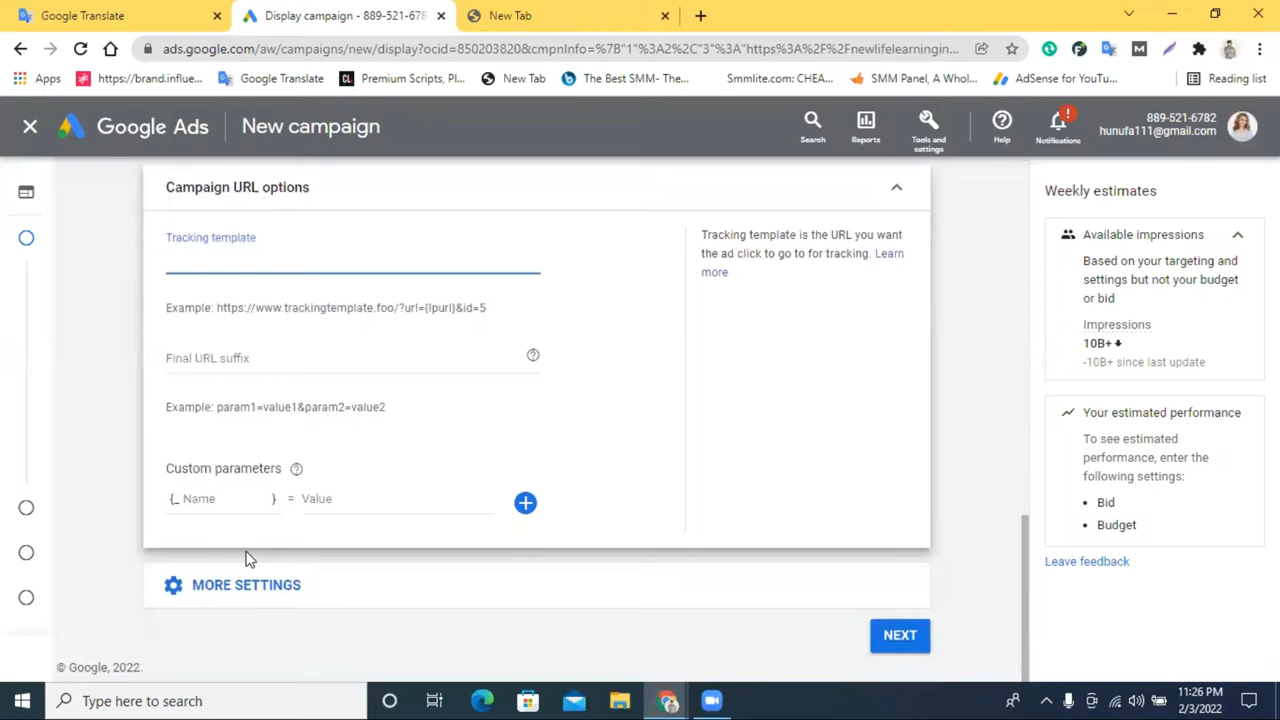 Google Translate
Display campaign - 889-521-678
New Tab
ads.google.com/aw/campaigns/new/display?ocid=850203820&cmpnInfo=%7B"1"%3A2%2C"3"%3A"https%3A%2F%2Fnewlifelearningin...
Apps
https://brand.influe...
Google Translate
Premium Scripts, Pl...
New Tab
The Best SMM- The...
Smmlite.com: CHEA...
SMM Panel, A Whol...
AdSense for YouTu...
Reading list
Google Ads
New campaign
Search
Reports
Tools and
settings
Help
Notifications
889-521-6782
hunufa111@gmail.com
Campaign URL options
Tracking template
Example: https://www.trackingtemplate.foo/?url={lpurl}&id=5
Final URL suffix
Example: param1=value1&param2=value2
Custom parameters
{_ Name } = Value
Tracking template is the URL you want
the ad click to go to for tracking. Learn
more
MORE SETTINGS
NEXT
© Google, 2022.
Weekly estimates
Available impressions
Based on your targeting and
settings but not your budget
or bid
Impressions
10B+
-10B+ since last update
Your estimated performance
To see estimated
performance, enter the
following settings:
• Bid
• Budget
Leave feedback
Type here to search
11:26 PM
2/3/2022